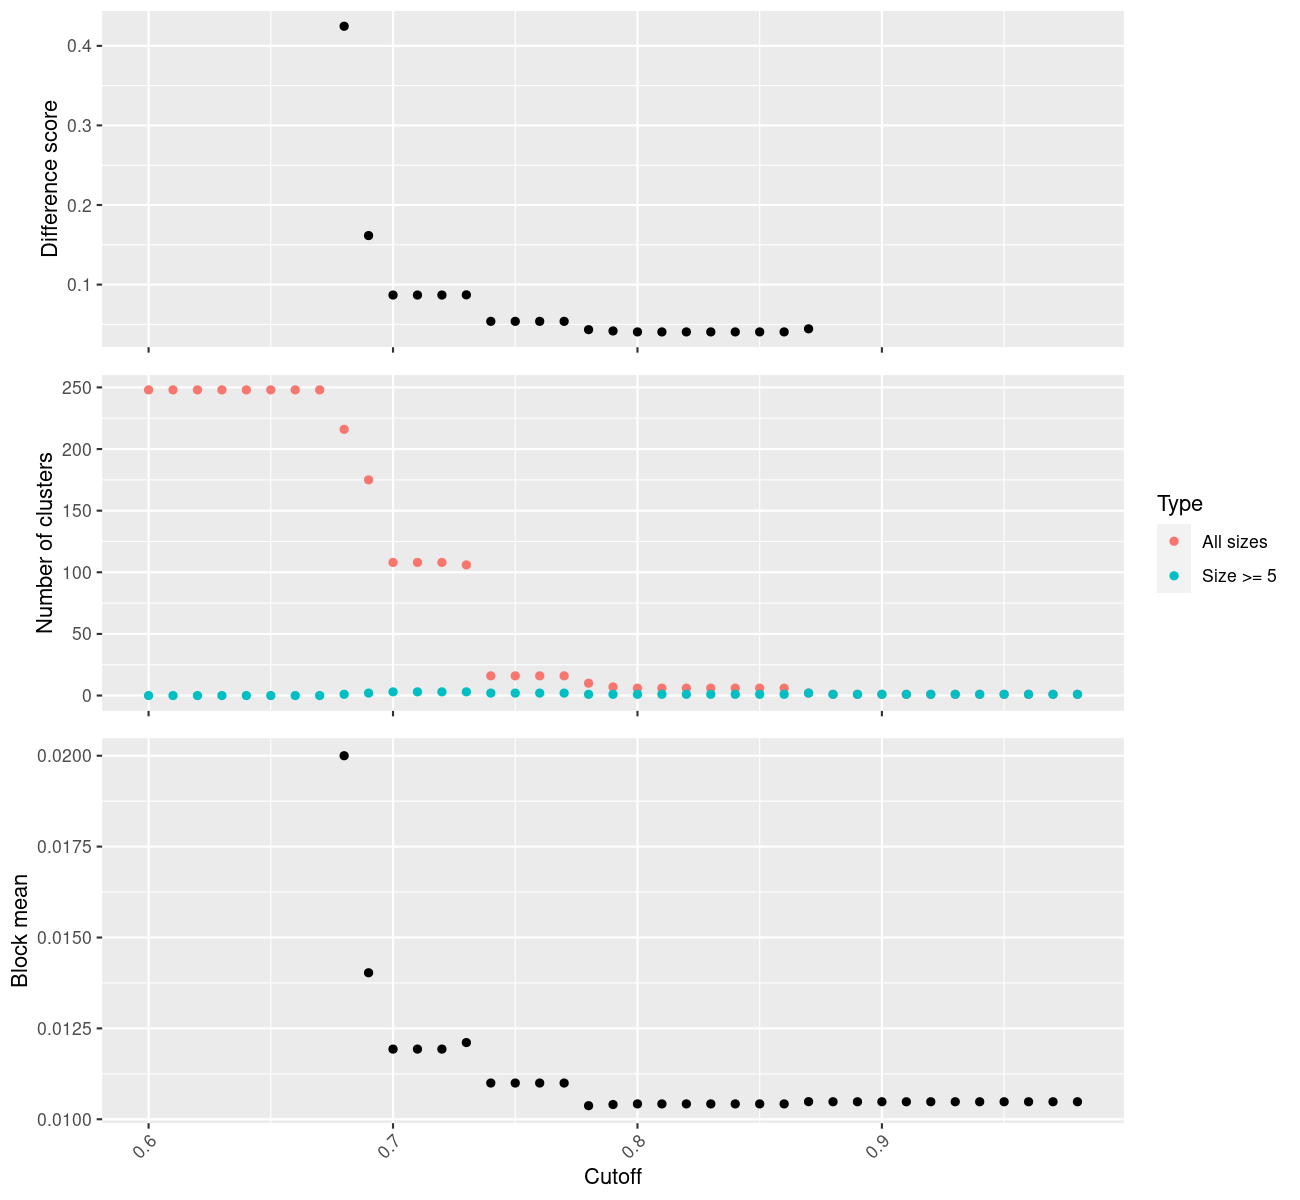 Difference score
0.4
0.3
0.2
0.1
Number of clusters
250
200
150
100
50
0
Type
All sizes
Size >= 5
Block mean
0.0200
0.0175
0.0150
0.0125
0.0100
0.6 0.7 0.8 0.9
Cutoff